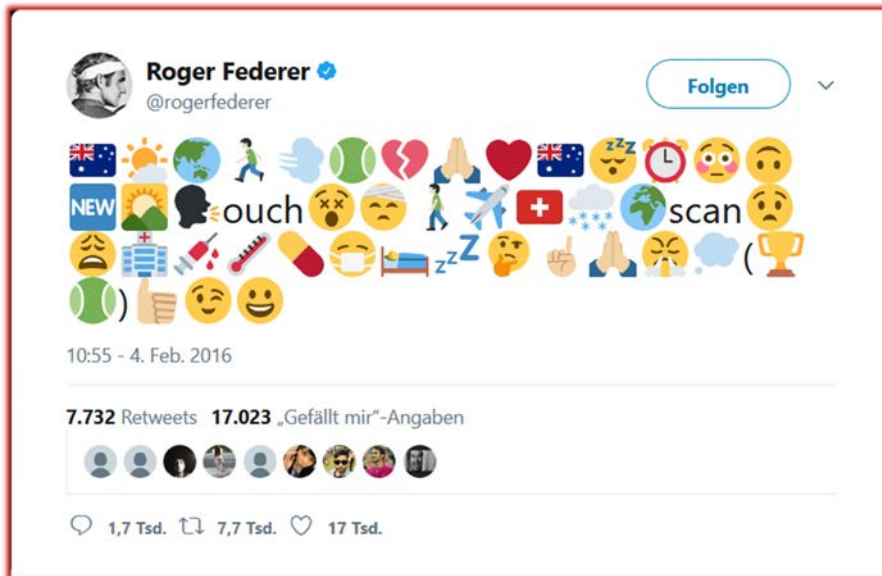 Roger Federer
@rogerfederer
Folgen
🇦🇺🌤🌏🚶💨🎾💔🙏❤🇦🇺😴⏰😳🙃
🆕🌄🗣ouch😵🤕🚶✈🇨🇭🌨🌍scan😟
😩🏥💉🌡💊😷🛌💤🤔☝🙏😤💭(🏆
🎾)👍😉😀
10:55 - 4. Feb. 2016
7.732 Retweets 17.023 „Gefällt mir“-Angaben
1,7 Tsd. 7,7 Tsd. 17 Tsd.